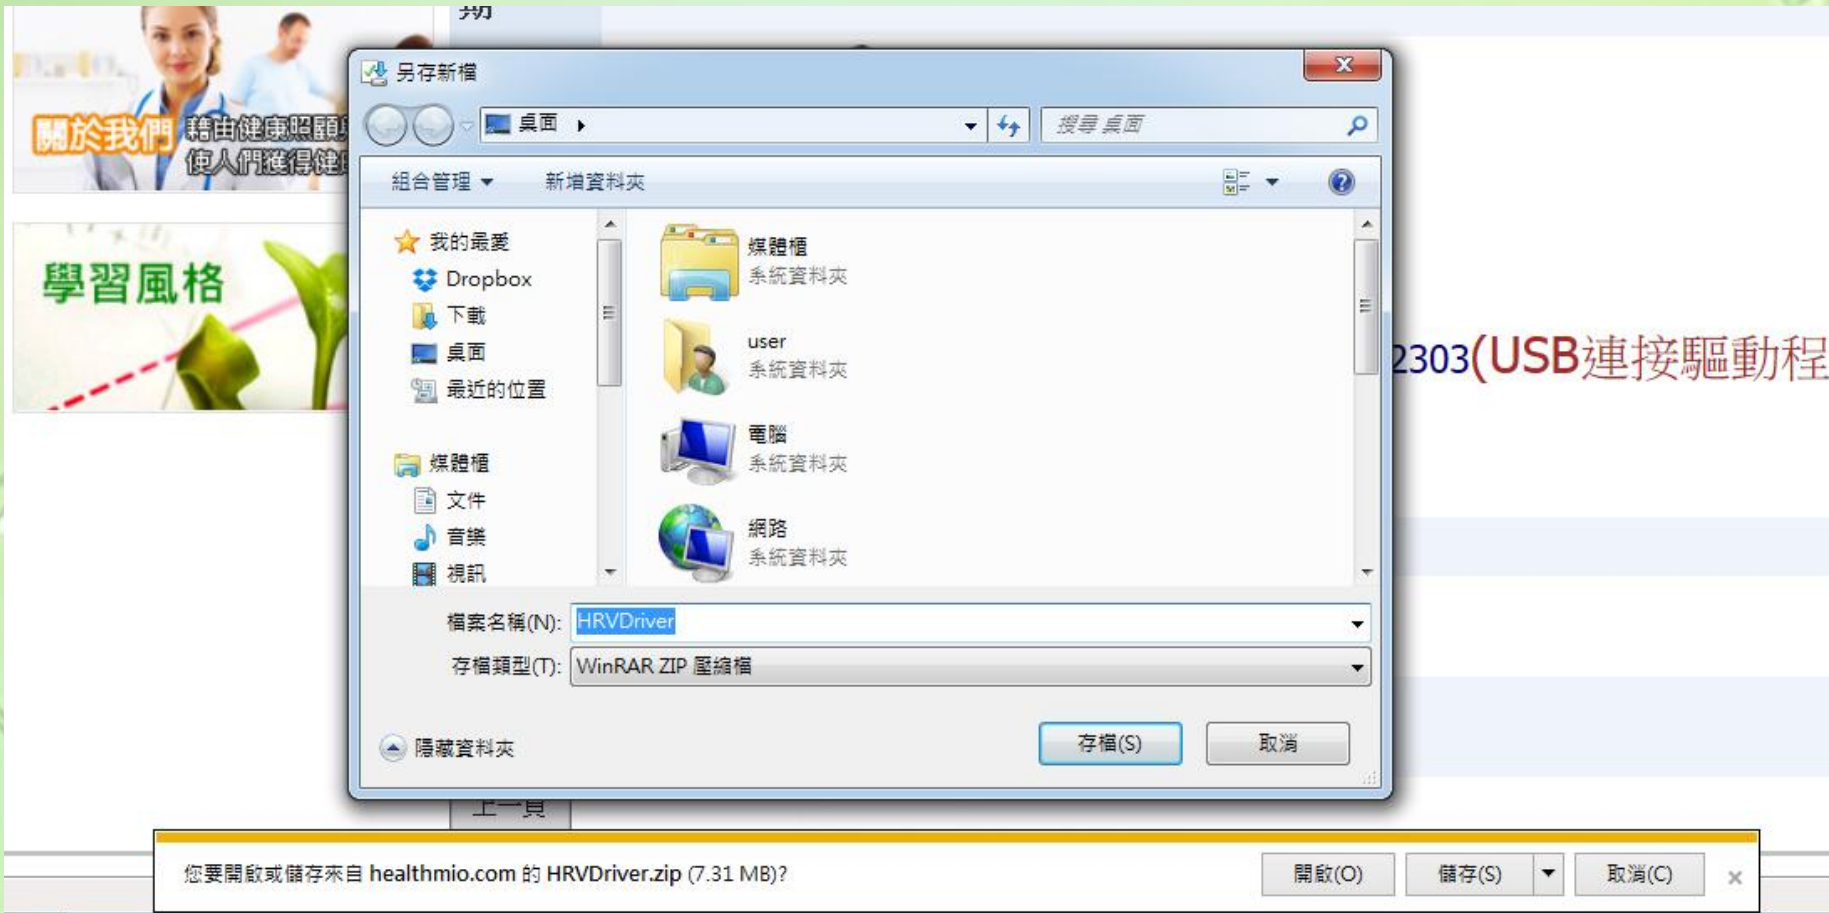 期
另存新檔
桌面
搜尋 桌面
組合管理
新增資料夾
我的最愛
Dropbox
下載
桌面
最近的位置
媒體櫃
文件
音樂
視訊
媒體櫃
系統資料夾
user
系統資料夾
電腦
系統資料夾
網路
系統資料夾
檔案名稱(N): HRVDriver
存檔類型(T): WinRAR ZIP 壓縮檔
隱藏資料夾
存檔(S)
取消
關於我們
藉由健康照顧
使人們獲得健
學習風格
2303(USB連接驅動程
上一頁
您要開啟或儲存來自 healthmio.com 的 HRVDriver.zip (7.31 MB)?
開啟(O)
儲存(S)
取消(C)